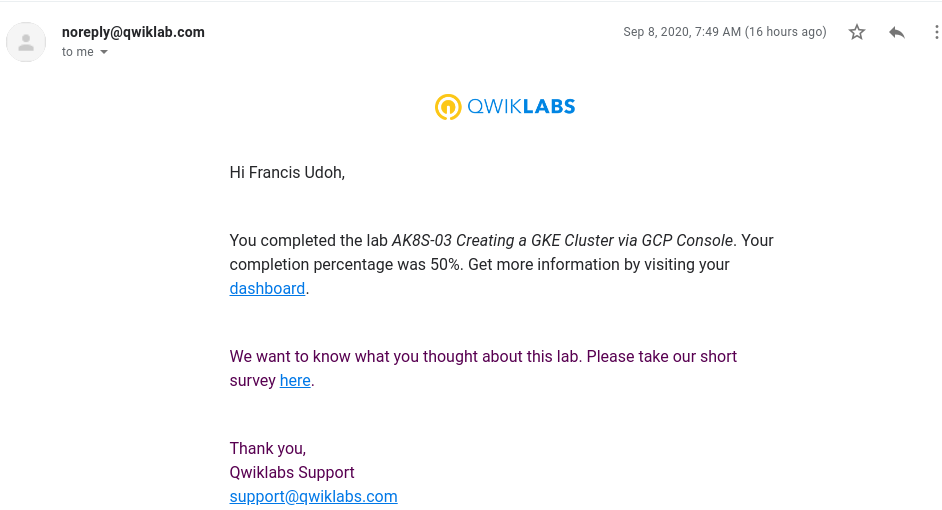 noreply@qwiklab.com
Sep 8, 2020, 7:49 AM (16 hours ago)
to me
QWIKLABS
Hi Francis Udoh,
You completed the lab AK8S-03 Creating a GKE Cluster via GCP Console. Your
completion percentage was 50%. Get more information by visiting your
dashboard.
We want to know what you thought about this lab. Please take our short
survey here.
Thank you,
Qwiklabs Support
support@qwiklabs.com